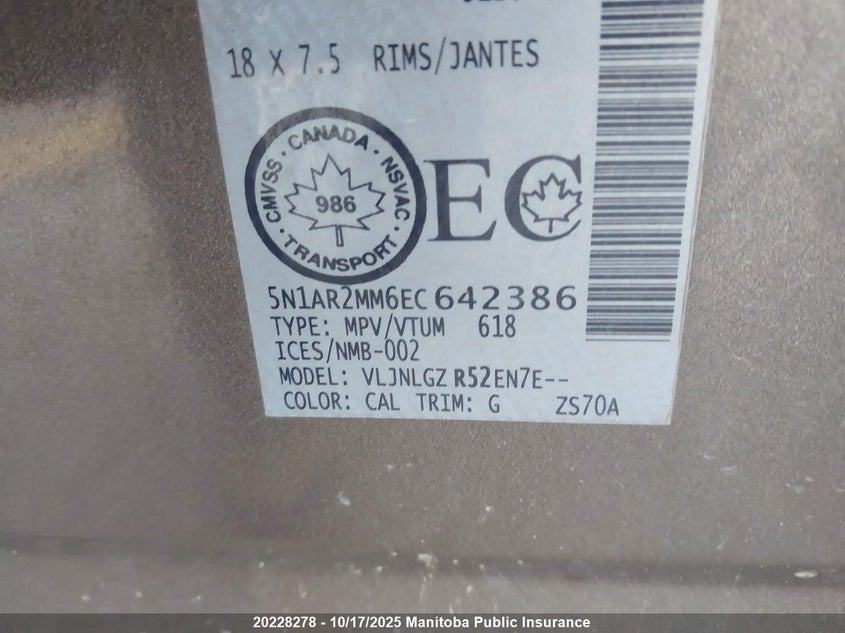 18 X 7.5 RIMS/JANTES
CMVSS · CANADA · NSVAC · TRANSPORT ·
986
EC
5N1AR2MM6EC642386
TYPE: MPV/VTUM 618
ICES/NMB-002
MODEL: VLJNLGZ R52EN7E--
COLOR: CAL TRIM: G ZS70A
20228278 - 10/17/2025 Manitoba Public Insurance